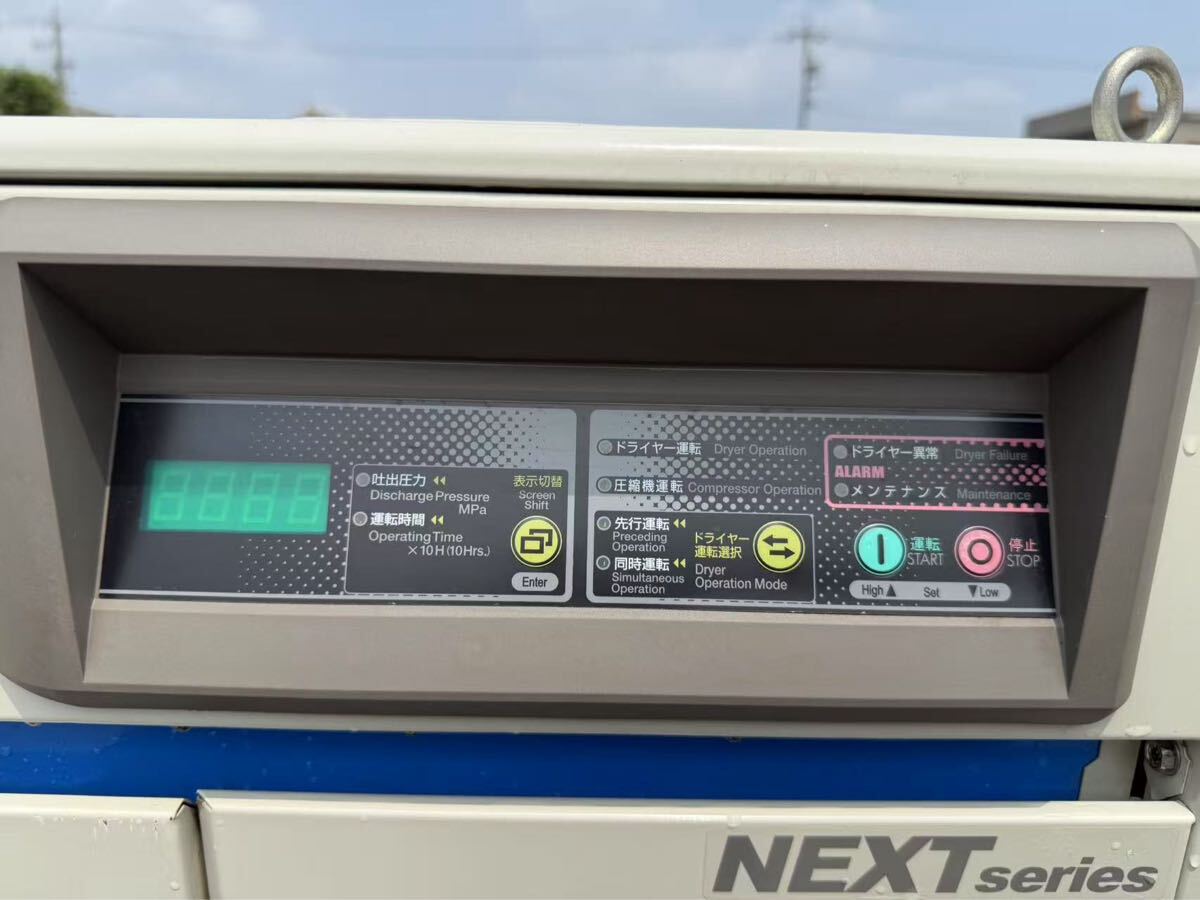 吐出圧力
Discharge Pressure
MPa
運転時間
Operating Time
×10H(10Hrs.)
表示切替
Screen
Shift
Enter
ドライヤー運転 Dryer Operation
圧縮機運転 Compressor Operation
先行運転
Preceding
Operation
同時運転
Simultaneous
Operation
ドライヤー
運転選択
Dryer
Operation Mode
ドライヤー異常 Dryer Failure
ALARM
メンテナンス Maintenance
運転
START
停止
STOP
High▲ Set ▼Low
NEXT series